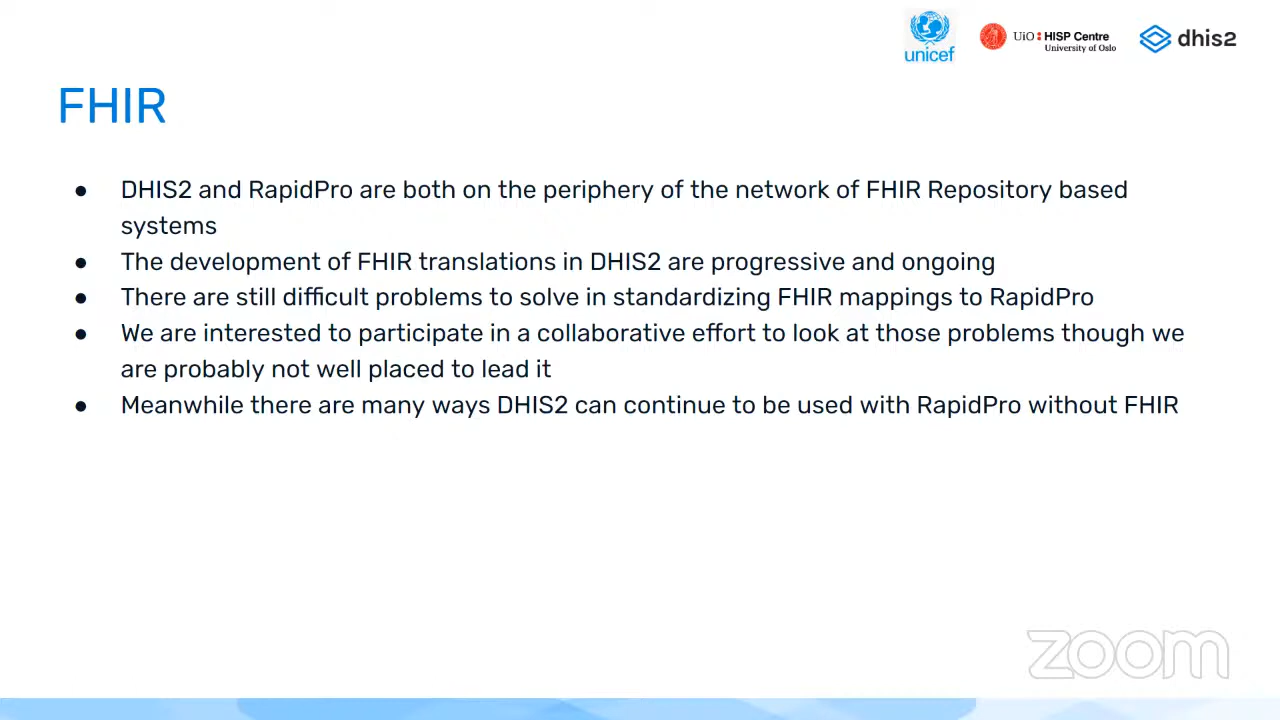 unicef
UiO HISP Centre
University of Oslo
dhis2
FHIR
● DHIS2 and RapidPro are both on the periphery of the network of FHIR Repository based
systems
● The development of FHIR translations in DHIS2 are progressive and ongoing
● There are still difficult problems to solve in standardizing FHIR mappings to RapidPro
● We are interested to participate in a collaborative effort to look at those problems though we
are probably not well placed to lead it
● Meanwhile there are many ways DHIS2 can continue to be used with RapidPro without FHIR
zoom